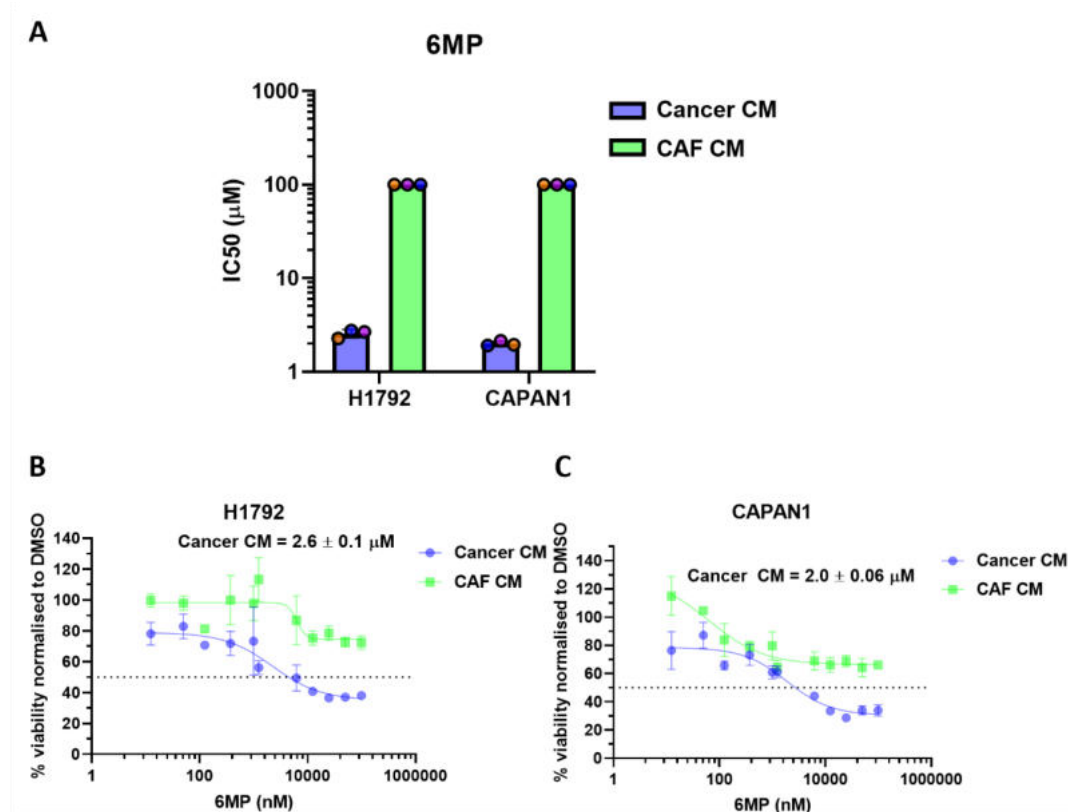 A
6MP
1000
100
10
1
IC50 (μM)
H1792
CAPAN1
Cancer CM
CAF CM
B
H1792
Cancer CM = 2.6 ± 0.1 μM
% viability normalised to DMSO
140
120
100
80
60
40
20
0
1
100
10000
1000000
6MP (nM)
Cancer CM
CAF CM
C
CAPAN1
Cancer CM = 2.0 ± 0.06 μM
% viability normalised to DMSO
140
120
100
80
60
40
20
0
1
100
10000
1000000
6MP (nM)
Cancer CM
CAF CM